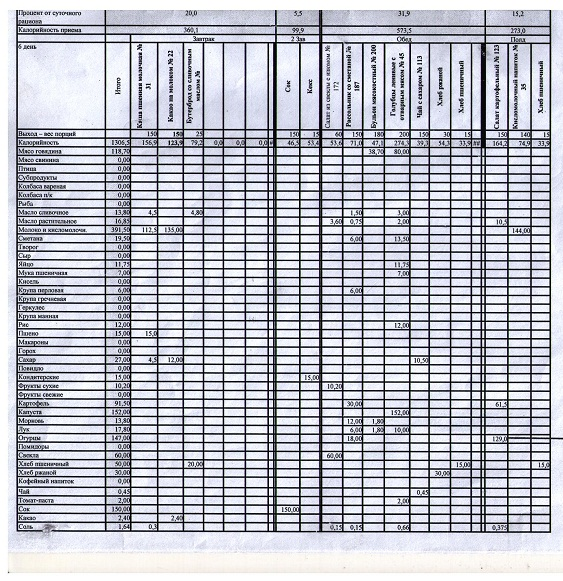 Процент от суточного рациона 20,0 5,5 31,9 15,2
Калорийность приема 360,1 99,9 573,5 273,0
6 день Завтрак 2 Зав Обед Полд
Итого
Каша пшенная молочная № 31
Какао на молоком № 22
Бутерброд со сливочным маслом №
Сок
Кекс
Салат из свеклы с изюмом № 172
Рассольник со сметаной № 187
Бульон мясокостный № 200
Голубцы ленивые с отварным мясом № 45
Чай с сахаром № 113
Хлеб ржаной
Хлеб пшеничный
Салат картофельный № 123
Кисломолочный напиток № 35
Хлеб пшеничный
Выход – вес порций 150 150 25 150 15 60 150 180 200 150 30 15 150 140 15
Калорийность 1306,5 156,9 123,9 79,2 0,0 0,0 0,0 # 46,5 53,4 53,6 71,0 47,1 274,3 39,3 54,3 33,9 ## 164,2 74,9 33,9
Мясо говядина 118,70 38,70 80,00
Мясо свинина 0,00
Птица 0,00
Субпродукты 0,00
Колбаса вареная 0,00
Колбаса п/к 0,00
Рыба 0,00
Масло сливочное 13,80 4,5 4,80 1,50 3,00
Масло растительное 16,85 3,60 0,75 2,00 10,5
Молоко и кисломолочн. 391,50 112,5 135,00 144,00
Сметана 19,50 6,00 13,50
Творог 0,00
Сыр 0,00
Яйцо 11,75 11,75
Мука пшеничная 7,00 7,00
Кисель 0,00
Крупа перловая 6,00 6,00
Крупа гречневая 0,00
Геркулес 0,00
Крупа манная 0,00
Рис 12,00 12,00
Пшено 15,00 15,0
Макароны 0,00
Горох 0,00
Сахар 27,00 4,5 12,00 10,50
Повидло 0,00
Кондитерские 15,00 15,00
Фрукты сухие 10,20 10,20
Фрукты свежие 0,00
Картофель 91,50 30,00 61,5
Капуста 152,00 152,00
Морковь 13,80 12,00 1,80
Лук 17,80 6,00 1,80 10,00
Огурцы 147,00 18,00 129,0
Помидоры 0,00
Свекла 60,00 60,00
Хлеб пшеничный 50,00 20,00 15,00 15,0
Хлеб ржаной 30,00 30,00
Кофейный напиток 0,00
Чай 0,45 0,45
Томат-паста 2,00 2,00
Сок 150,00 150,00
Какао 2,40 2,40
Соль 1,64 0,3 0,15 0,15 0,66 0,375